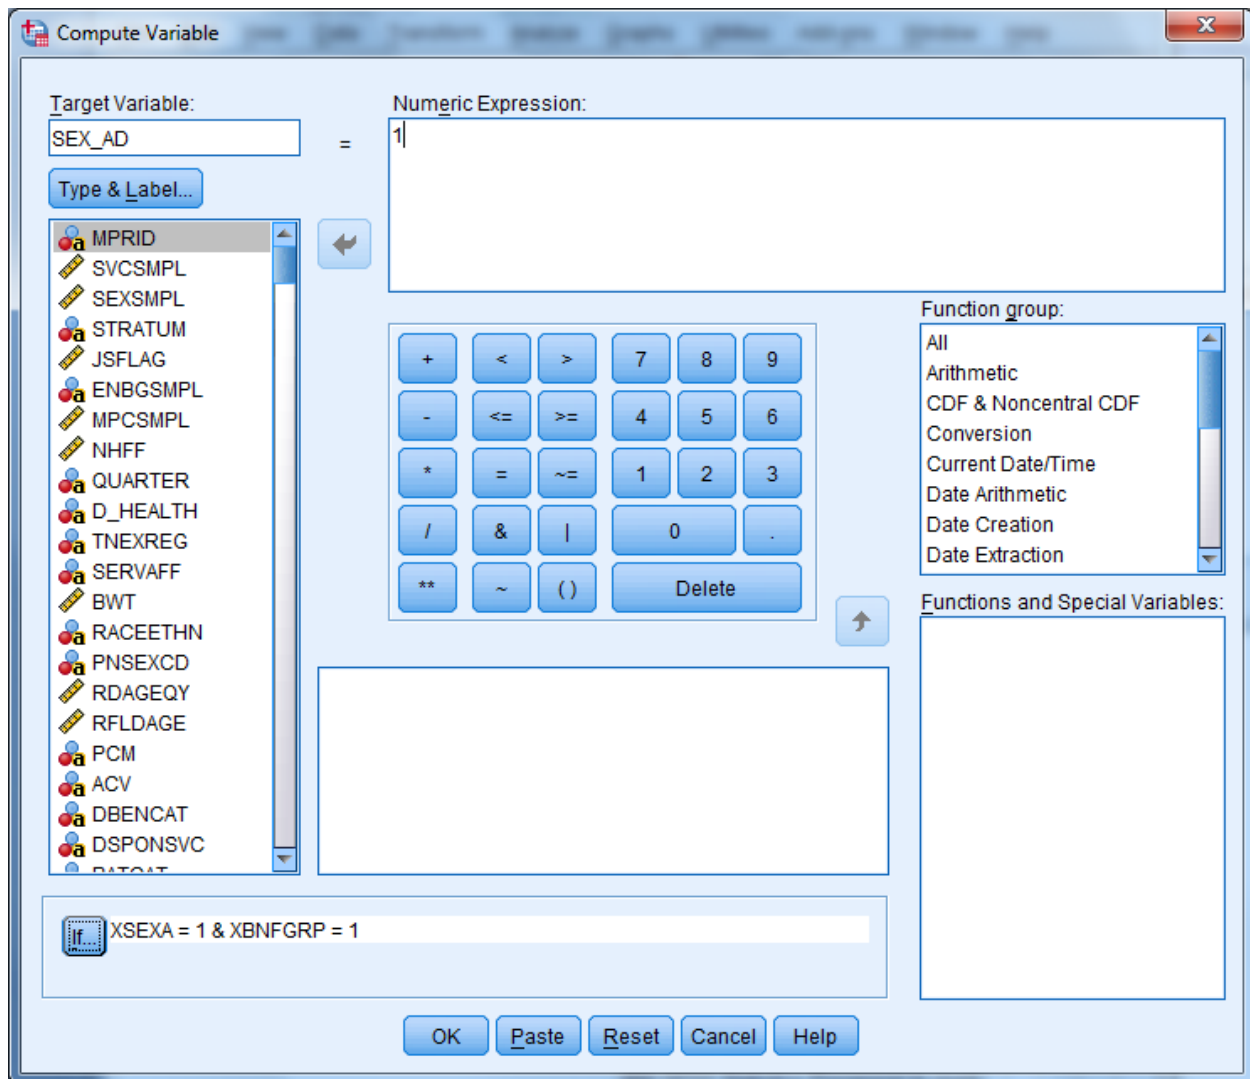 Compute Variable
Target Variable:
SEX_AD
=
Numeric Expression:
1
Type & Label...
MPRID
SVCSMPL
SEXSMPL
STRATUM
JSFLAG
ENBGSMPL
MPCSMPL
NHFF
QUARTER
D_HEALTH
TNEXREG
SERVAFF
BWT
RACEETHN
PNSEXCD
RDAGEQY
RFLDAGE
PCM
ACV
DBENCAT
DSPONSVC
+ < > 7 8 9
- <= >= 4 5 6
* = ~= 1 2 3
/ & | 0 .
** ~ ( ) Delete
Function group:
All
Arithmetic
CDF & Noncentral CDF
Conversion
Current Date/Time
Date Arithmetic
Date Creation
Date Extraction
Functions and Special Variables:
If... XSEXA = 1 & XBNFGRP = 1
OK Paste Reset Cancel Help